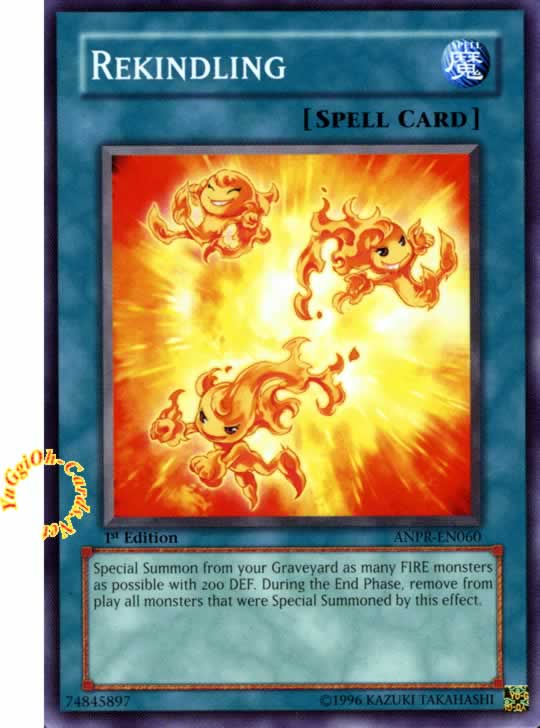 REKINDLING
魔
[SPELL CARD]
YuGgiOh-Cards.Net
1st Edition
ANPR-EN060
Special Summon from your Graveyard as many FIRE monsters
as possible with 200 DEF. During the End Phase, remove from
play all monsters that were Special Summoned by this effect.
74845897
©1996 KAZUKI TAKAHASHI